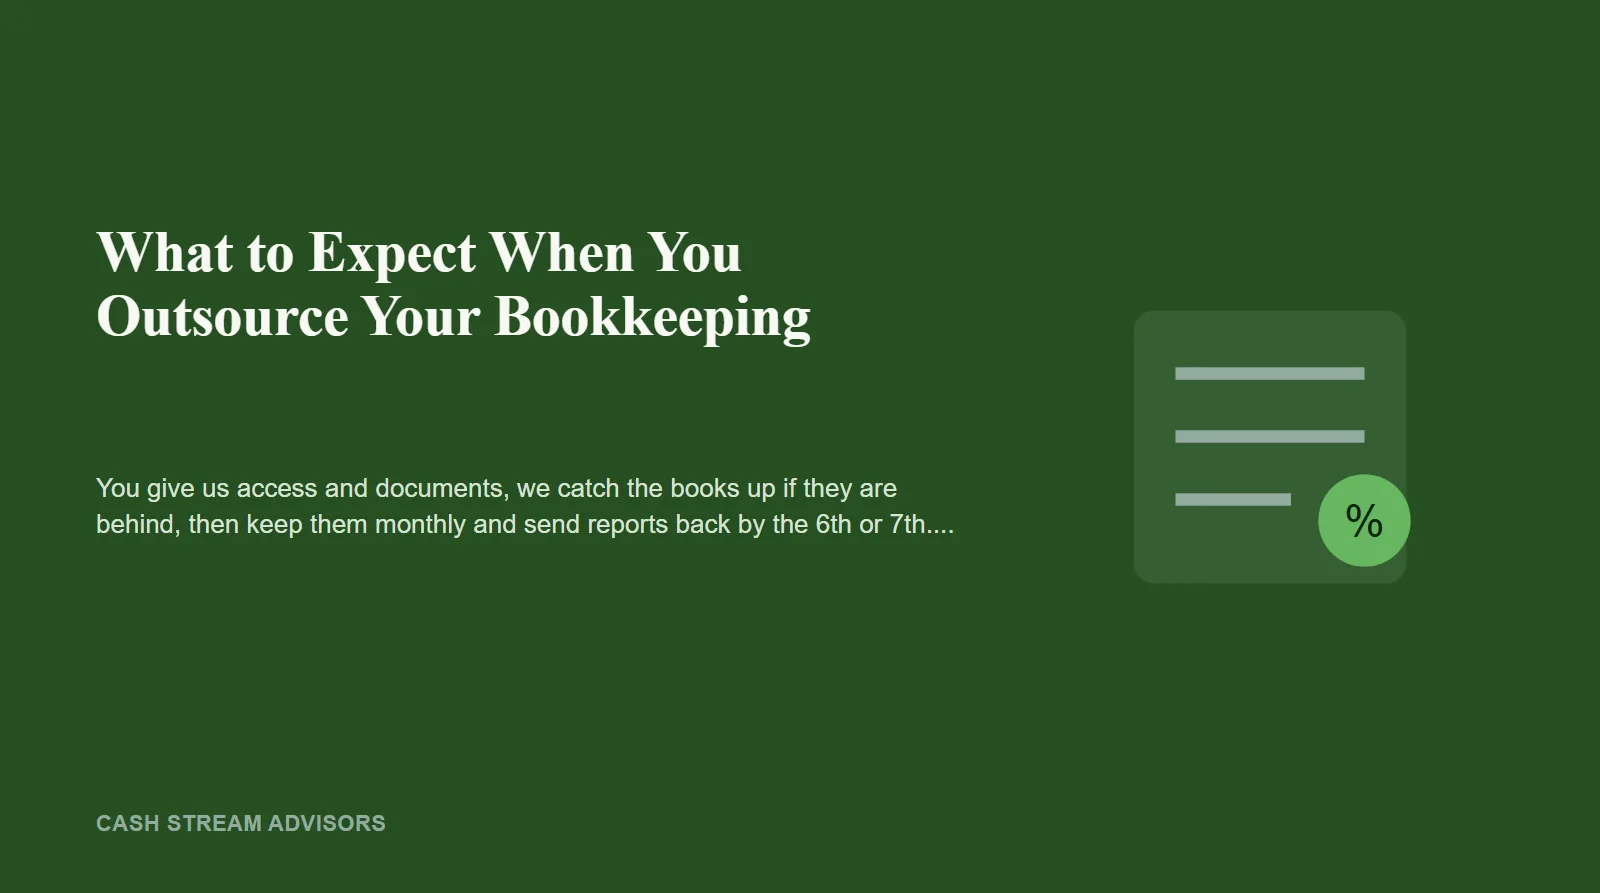 What to Expect When You
Outsource Your Bookkeeping
You give us access and documents, we catch the books up if they are
behind, then keep them monthly and send reports back by the 6th or 7th....
%
CASH STREAM ADVISORS